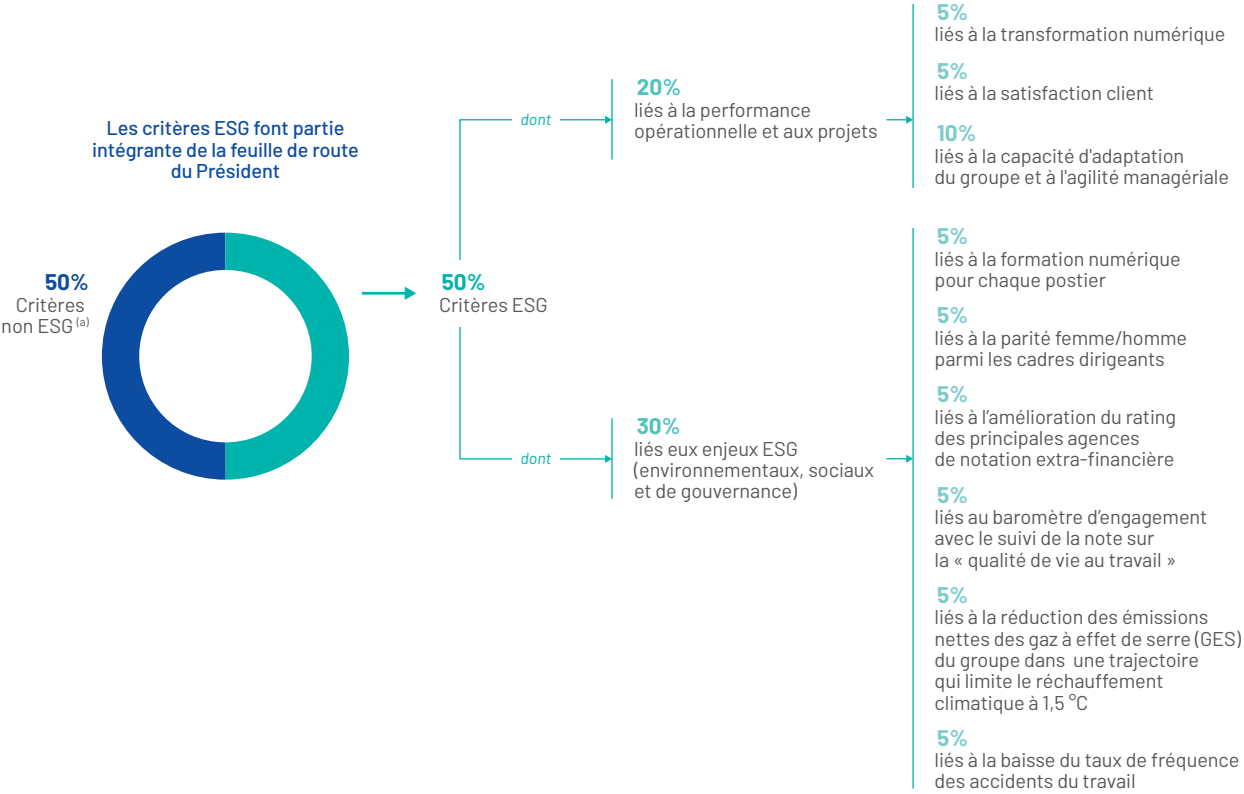 Les critères ESG font partie
intégrante de la feuille de route
du Président
50%
Critères
non ESG (a)
50%
Critères ESG
dont
20%
liés à la performance
opérationnelle et aux projets
5%
liés à la transformation numérique
5%
liés à la satisfaction client
10%
liés à la capacité d'adaptation
du groupe et à l'agilité managériale
dont
30%
liés eux enjeux ESG
(environnementaux, sociaux
et de gouvernance)
5%
liés à la formation numérique
pour chaque postier
5%
liés à la parité femme/homme
parmi les cadres dirigeants
5%
liés à l'amélioration du rating
des principales agences
de notation extra-financière
5%
liés au baromètre d'engagement
avec le suivi de la note sur
la « qualité de vie au travail »
5%
liés à la réduction des émissions
nettes des gaz à effet de serre (GES)
du groupe dans une trajectoire
qui limite le réchauffement
climatique à 1,5 °C
5%
liés à la baisse du taux de fréquence
des accidents du travail